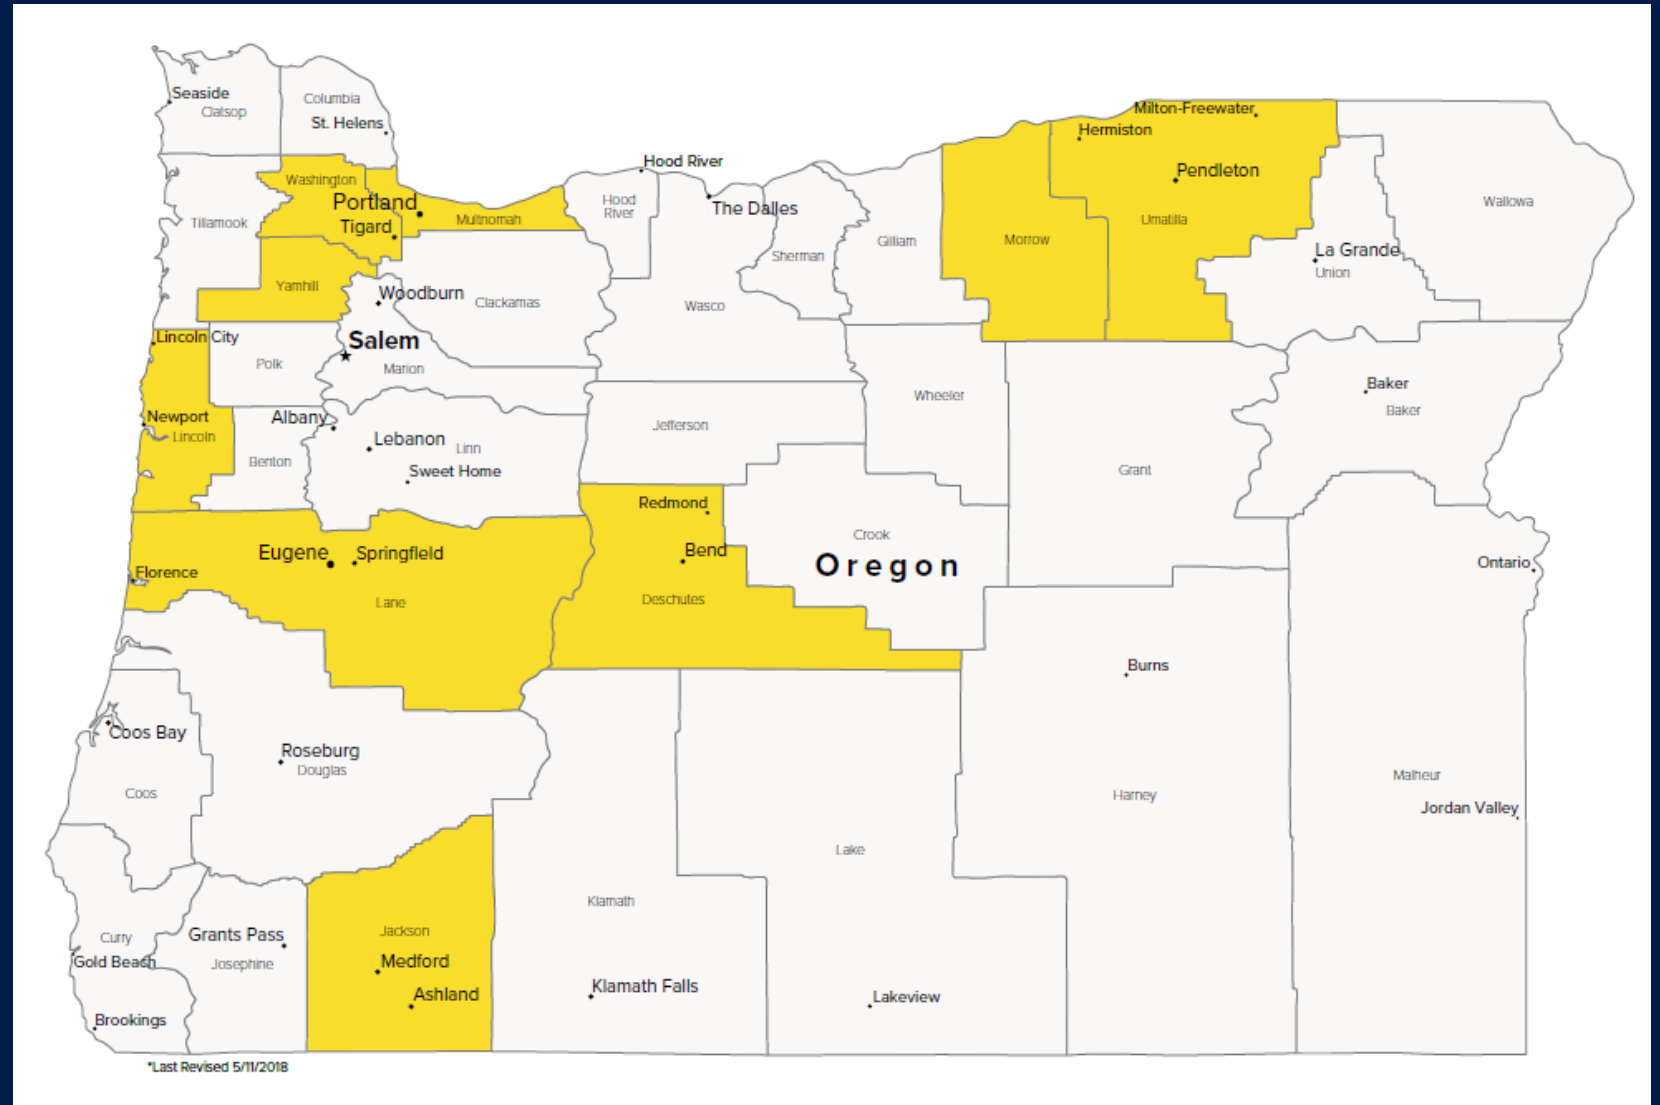 Seaside
Clatsop
Columbia
St. Helens
Milton-Freewater
Hermiston
Hood River
Pendleton
Washington
Portland
Tigard
Multnomah
Tillamook
Hood
River
The Dalles
Sherman
Gilliam
Morrow
Umatilla
Wallowa
La Grande
Union
Yamhill
Woodburn
Clackamas
Wasco
Lincoln City
Salem
Polk
Marion
Wheeler
Baker
Baker
Newport
Lincoln
Albany
Benton
Lebanon
Linn
Sweet Home
Jefferson
Grant
Redmond
Crook
Bend
Oregon
Eugene
Springfield
Florence
Lane
Deschutes
Ontario
Burns
Coos Bay
Roseburg
Douglas
Coos
Harney
Malheur
Jordan Valley
Lake
Klamath
Curry
Gold Beach
Grants Pass
Josephine
Jackson
Medford
Ashland
Klamath Falls
Lakeview
Brookings
*Last Revised 5/11/2018